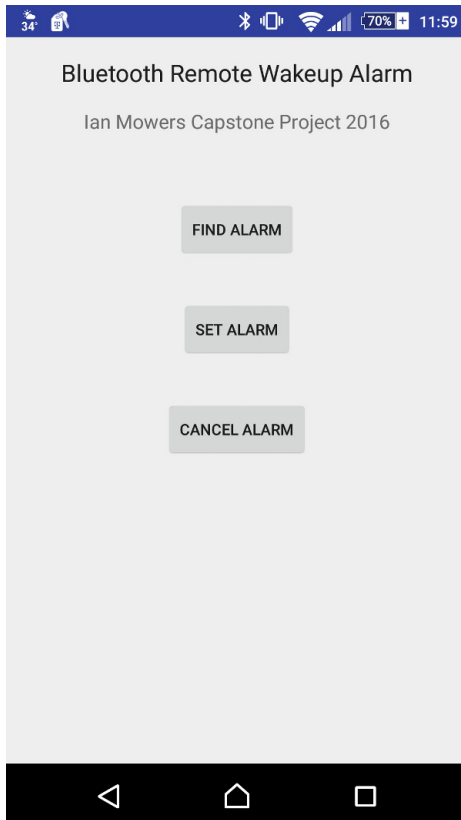 34°
70%
11:59
Bluetooth Remote Wakeup Alarm
Ian Mowers Capstone Project 2016
FIND ALARM
SET ALARM
CANCEL ALARM